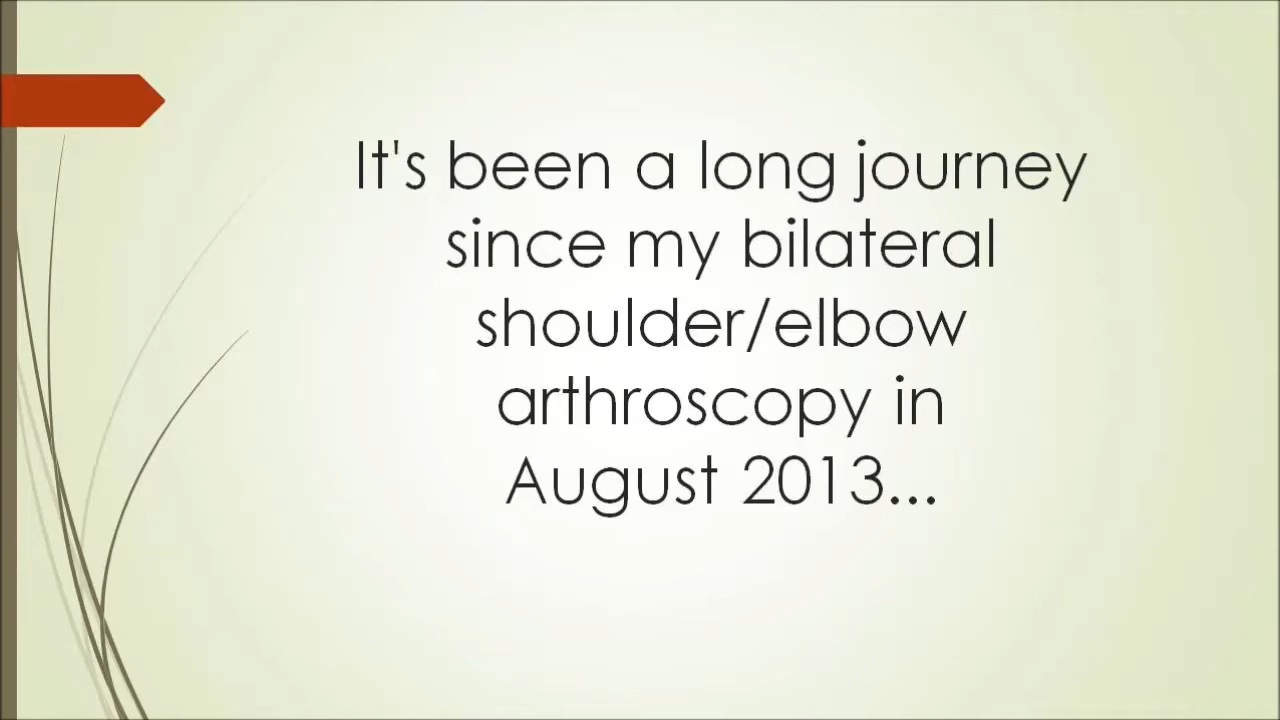 It's been a long journey
since my bilateral
shoulder/elbow
arthroscopy in
August 2013...